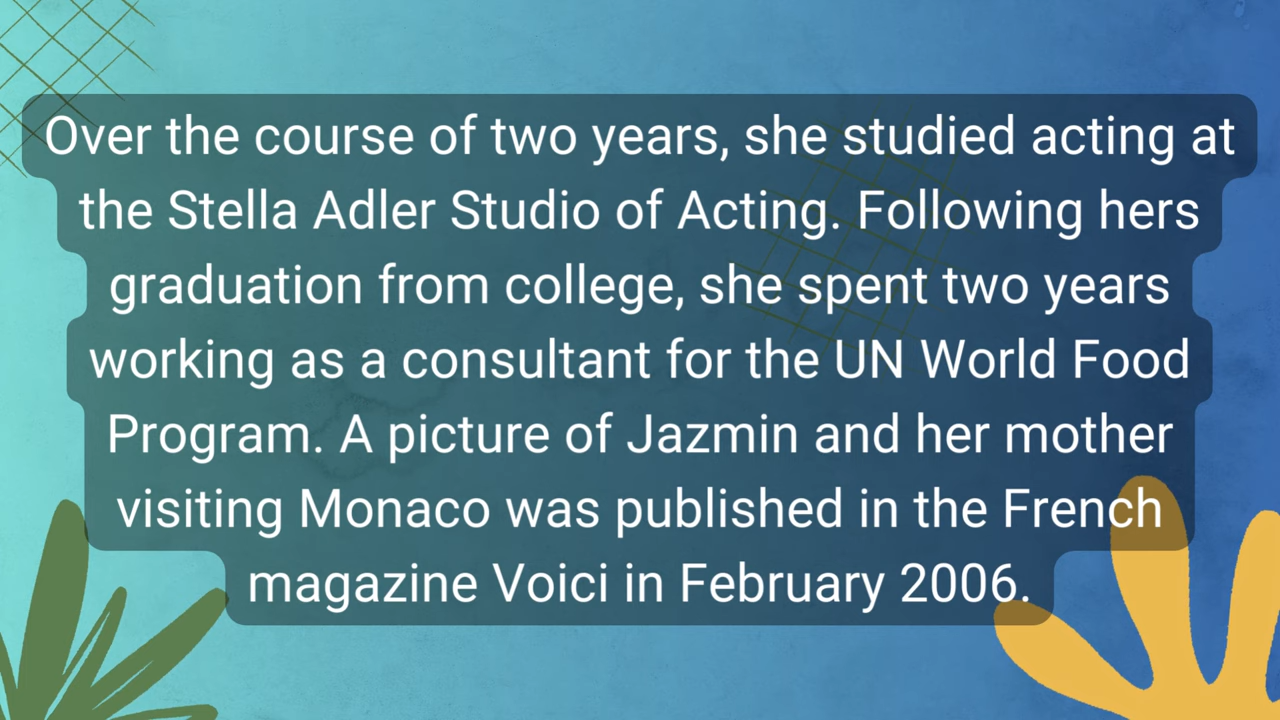 Over the course of two years, she studied acting at
the Stella Adler Studio of Acting. Following hers
graduation from college, she spent two years
working as a consultant for the UN World Food
Program. A picture of Jazmin and her mother
visiting Monaco was published in the French
magazine Voici in February 2006.